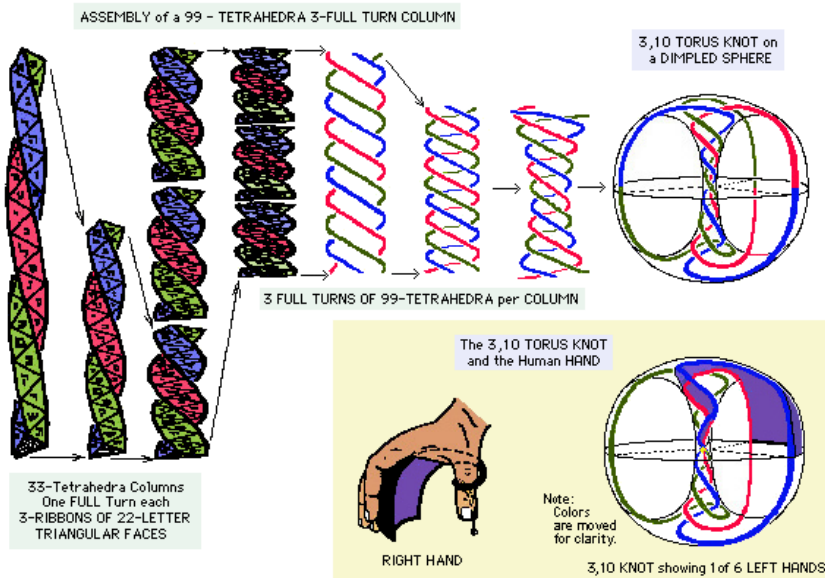 ASSEMBLY of a 99 - TETRAHEDRA 3-FULL TURN COLUMN
3,10 TORUS KNOT on
a DIMPLED SPHERE
3 FULL TURNS OF 99-TETRAHEDRA per COLUMN
The 3,10 TORUS KNOT
and the Human HAND
33-Tetrahedra Columns
One FULL Turn each
3-RIBBONS OF 22-LETTER
TRIANGULAR FACES
Note:
Colors
are moved
for clarity.
RIGHT HAND
3,10 KNOT showing 1 of 6 LEFT HANDS